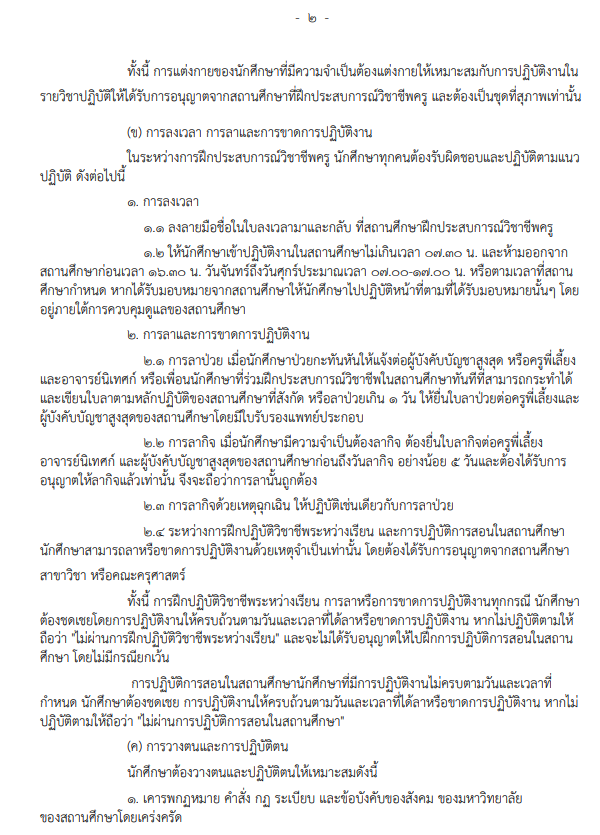 - ๒ -
ทั้งนี้ การแต่งกายของนักศึกษาที่มีความจำเป็นต้องแต่งกายให้เหมาะสมกับการปฏิบัติงานใน
รายวิชาปฏิบัติให้ได้รับการอนุญาตจากสถานศึกษาที่ฝึกประสบการณ์วิชาชีพครู และต้องเป็นชุดที่สุภาพเท่านั้น
(ข) การลงเวลา การลาและการขาดการปฏิบัติงาน
ในระหว่างการฝึกประสบการณ์วิชาชีพครู นักศึกษาทุกคนต้องรับผิดชอบและปฏิบัติตามแนว
ปฏิบัติ ดังต่อไปนี้
๑. การลงเวลา
๑.๑ ลงลายมือชื่อในใบลงเวลามาและกลับ ที่สถานศึกษาฝึกประสบการณ์วิชาชีพครู
๑.๒ ให้นักศึกษาเข้าปฏิบัติงานในสถานศึกษาไม่เกินเวลา ๐๗.๓๐ น. และห้ามออกจาก
สถานศึกษาก่อนเวลา ๑๖.๓๐ น. วันจันทร์ถึงวันศุกร์ประมาณเวลา ๐๗.๐๐-๑๗.๐๐ น. หรือตามเวลาที่สถาน
ศึกษากำหนด หากได้รับมอบหมายจากสถานศึกษาให้นักศึกษาไปปฏิบัติหน้าที่ตามที่ได้รับมอบหมายนั้นๆ โดย
อยู่ภายใต้การควบคุมดูแลของสถานศึกษา
๒. การลาและการขาดการปฏิบัติงาน
๒.๑ การลาป่วย เมื่อนักศึกษาป่วยกะทันหันให้แจ้งต่อผู้บังคับบัญชาสูงสุด หรือครูพี่เลี้ยง
และอาจารย์นิเทศก์ หรือเพื่อนนักศึกษาที่ร่วมฝึกประสบการณ์วิชาชีพในสถานศึกษาทันทีที่สามารถกระทำได้
และเขียนใบลาตามหลักปฏิบัติของสถานศึกษาที่สังกัด หรือลาป่วยเกิน ๑ วัน ให้ยื่นใบลาป่วยต่อครูพี่เลี้ยงและ
ผู้บังคับบัญชาสูงสุดของสถานศึกษาโดยมีใบรับรองแพทย์ประกอบ
๒.๒ การลากิจ เมื่อนักศึกษามีความจำเป็นต้องลากิจ ต้องยื่นใบลากิจต่อครูพี่เลี้ยง
อาจารย์นิเทศก์ และผู้บังคับบัญชาสูงสุดของสถานศึกษาก่อนถึงวันลากิจ อย่างน้อย ๕ วันและต้องได้รับการ
อนุญาตให้ลากิจแล้วเท่านั้น จึงจะถือว่าการลานั้นถูกต้อง
๒.๓ การลากิจด้วยเหตุฉุกเฉิน ให้ปฏิบัติเช่นเดียวกับการลาป่วย
๒.๔ ระหว่างการฝึกปฏิบัติวิชาชีพระหว่างเรียน และการปฏิบัติการสอนในสถานศึกษา
นักศึกษาสามารถลาหรือขาดการปฏิบัติงานด้วยเหตุจำเป็นเท่านั้น โดยต้องได้รับการอนุญาตจากสถานศึกษา
สาขาวิชา หรือคณะครุศาสตร์
ทั้งนี้ การฝึกปฏิบัติวิชาชีพระหว่างเรียน การลาหรือการขาดการปฏิบัติงานทุกกรณี นักศึกษา
ต้องชดเชยโดยการปฏิบัติงานให้ครบถ้วนตามวันและเวลาที่ได้ลาหรือขาดการปฏิบัติงาน หากไม่ปฏิบัติตามให้
ถือว่า "ไม่ผ่านการฝึกปฏิบัติวิชาชีพระหว่างเรียน" และจะไม่ได้รับอนุญาตให้ไปฝึกการปฏิบัติการสอนในสถาน
ศึกษา โดยไม่มีกรณียกเว้น
การปฏิบัติการสอนในสถานศึกษานักศึกษาที่มีการปฏิบัติงานไม่ครบตามวันและเวลาที่
กำหนด นักศึกษาต้องชดเชย การปฏิบัติงานให้ครบถ้วนตามวันและเวลาที่ได้ลาหรือขาดการปฏิบัติงาน หากไม่
ปฏิบัติตามให้ถือว่า "ไม่ผ่านการปฏิบัติการสอนในสถานศึกษา"
(ค) การวางตนและการปฏิบัติตน
นักศึกษาต้องวางตนและปฏิบัติตนให้เหมาะสมดังนี้
๑. เคารพกฎหมาย คำสั่ง กฎ ระเบียบ และข้อบังคับของสังคม ของมหาวิทยาลัย
ของสถานศึกษาโดยเคร่งครัด